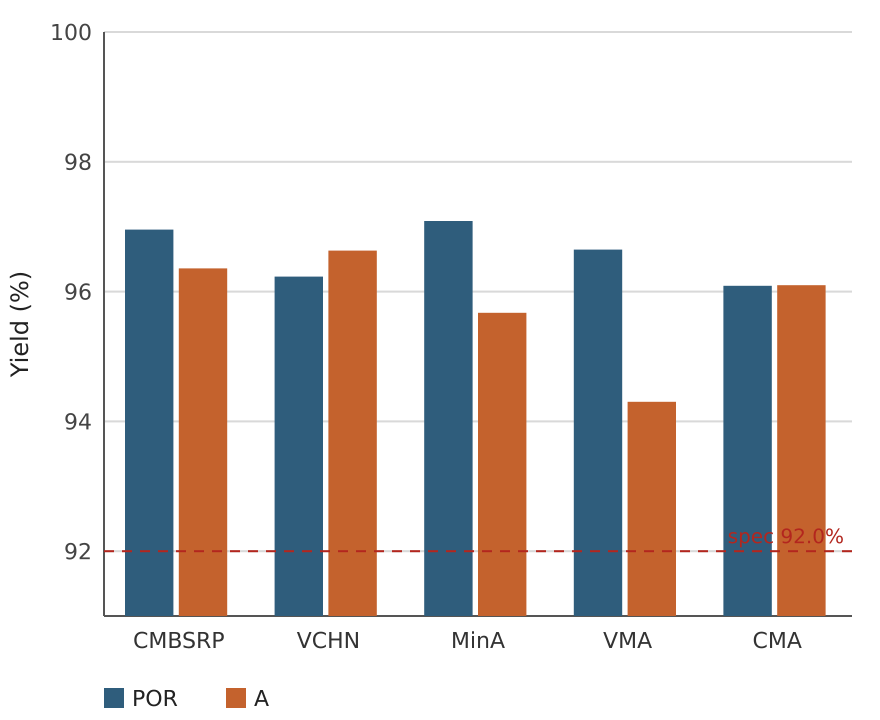 100
98
96
94
92
Yield (%)
spec 92.0%
CMBSRP VCHN MinA VMA CMA
POR A